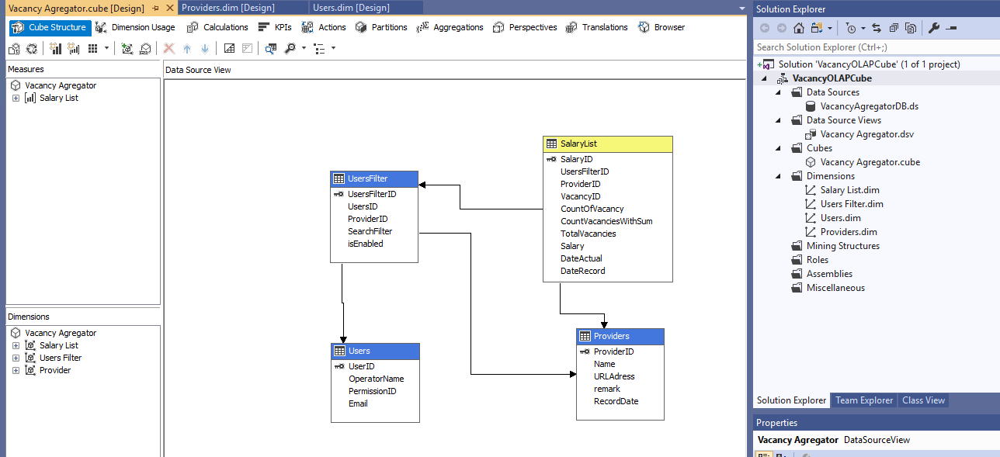 Vacancy Agregator.cube [Design]
Providers.dim [Design]
Users.dim [Design]
Cube Structure
Dimension Usage
Calculations
KPIs
Actions
Partitions
Aggregations
Perspectives
Translations
Browser
Measures
Vacancy Agregator
Salary List
Dimensions
Vacancy Agregator
Salary List
Users Filter
Provider
Data Source View
UsersFilter
UsersFilterID
UsersID
ProviderID
SearchFilter
isEnabled
SalaryList
SalaryID
UsersFilterID
ProviderID
VacancyID
CountOfVacancy
CountVacanciesWithSum
TotalVacancies
Salary
DateActual
DateRecord
Users
UserID
OperatorName
PermissionID
Email
Providers
ProviderID
Name
URLAdress
remark
RecordDate
Solution Explorer
Search Solution Explorer (Ctrl+;)
Solution 'VacancyOLAPCube' (1 of 1 project)
VacancyOLAPCube
Data Sources
VacancyAgregatorDB.ds
Data Source Views
Vacancy Agregator.dsv
Cubes
Vacancy Agregator.cube
Dimensions
Salary List.dim
Users Filter.dim
Users.dim
Providers.dim
Mining Structures
Roles
Assemblies
Miscellaneous
Solution Explorer
Team Explorer
Class View
Properties
Vacancy Agregator DataSourceView